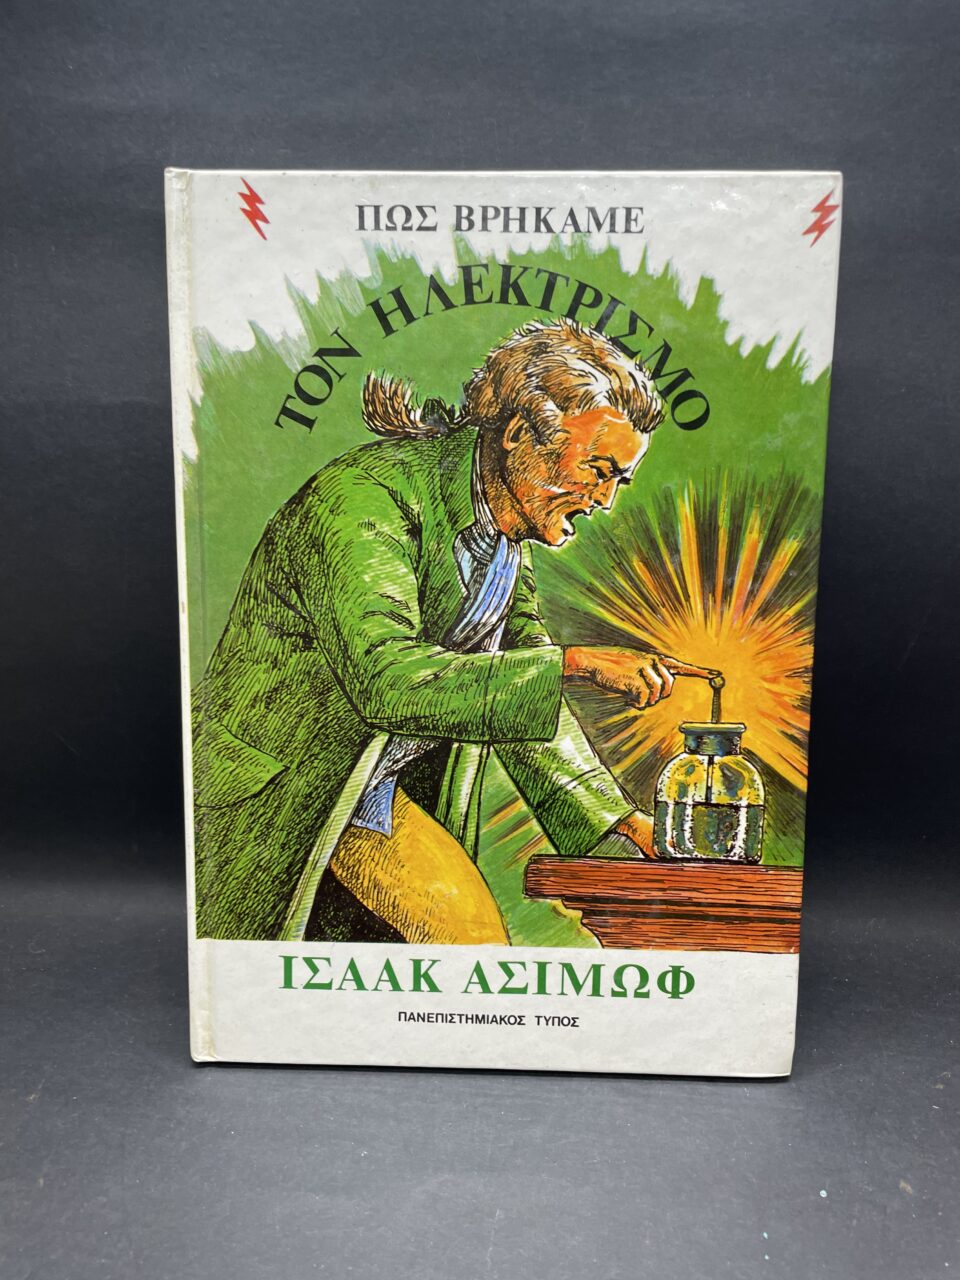 ΠΩΣ ΒΡΗΚΑΜΕ
ΤΟΝ ΗΛΕΚΤΡΙΣΜΟ
ΙΣΑΑΚ ΑΣΙΜΩΦ
ΠΑΝΕΠΙΣΤΗΜΙΑΚΟΣ ΤΥΠΟΣ